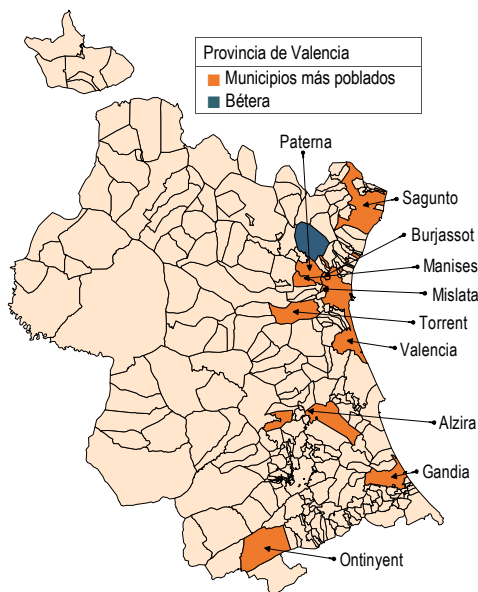 Provincia de Valencia
Municipios más poblados
Bétera
Paterna
Sagunto
Burjassot
Manises
Mislata
Torrent
Valencia
Alzira
Gandia
Ontinyent